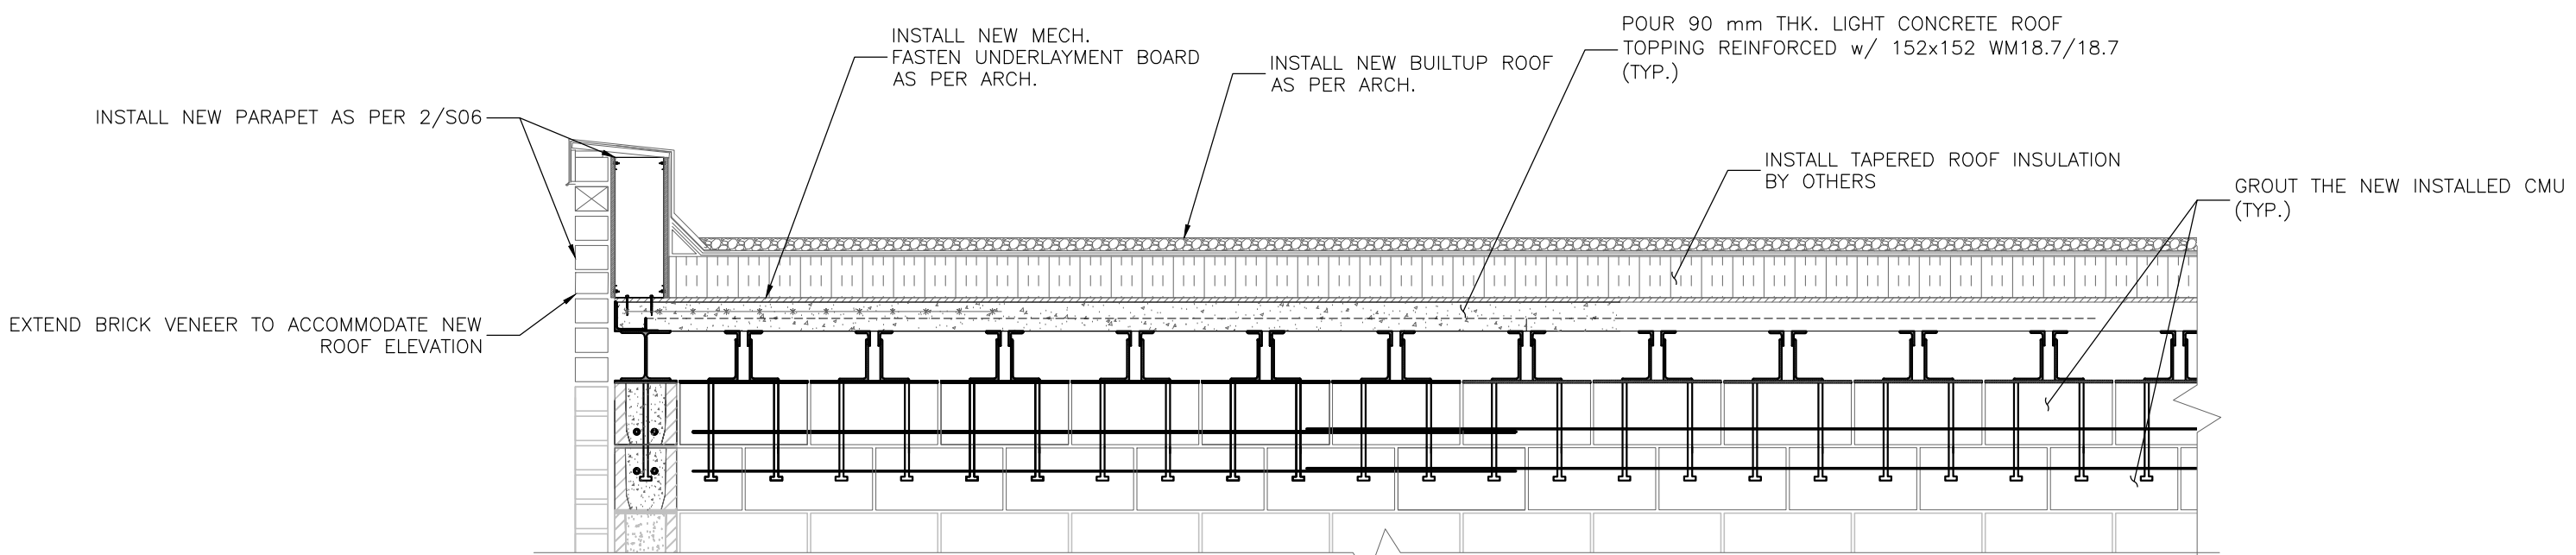 POUR 90 mm THK. LIGHT CONCRETE ROOF
TOPPING REINFORCED w/ 152x152 WM18.7/18.7
(TYP.)
INSTALL NEW MECH.
FASTEN UNDERLAYMENT BOARD
AS PER ARCH.
INSTALL NEW BUILTUP ROOF
AS PER ARCH.
INSTALL NEW PARAPET AS PER 2/S06
INSTALL TAPERED ROOF INSULATION
BY OTHERS
GROUT THE NEW INSTALLED CMU
(TYP.)
EXTEND BRICK VENEER TO ACCOMMODATE NEW
ROOF ELEVATION